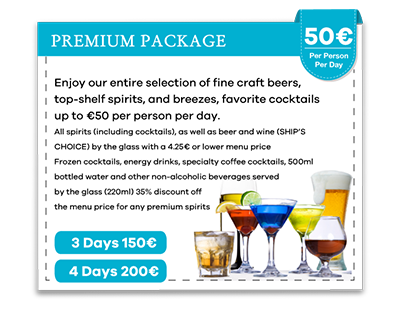 PREMIUM PACKAGE
50€
Per Person
Per Day
Enjoy our entire selection of fine craft beers,
top-shelf spirits, and breezes, favorite cocktails
up to €50 per person per day.
All spirits (including cocktails), as well as beer and wine (SHIP'S
CHOICE) by the glass with a 4.25€ or lower menu price
Frozen cocktails, energy drinks, specialty coffee cocktails, 500ml
bottled water and other non-alcoholic beverages served
by the glass (220ml) 35% discount off
the menu price for any premium spirits
3 Days 150€
4 Days 200€